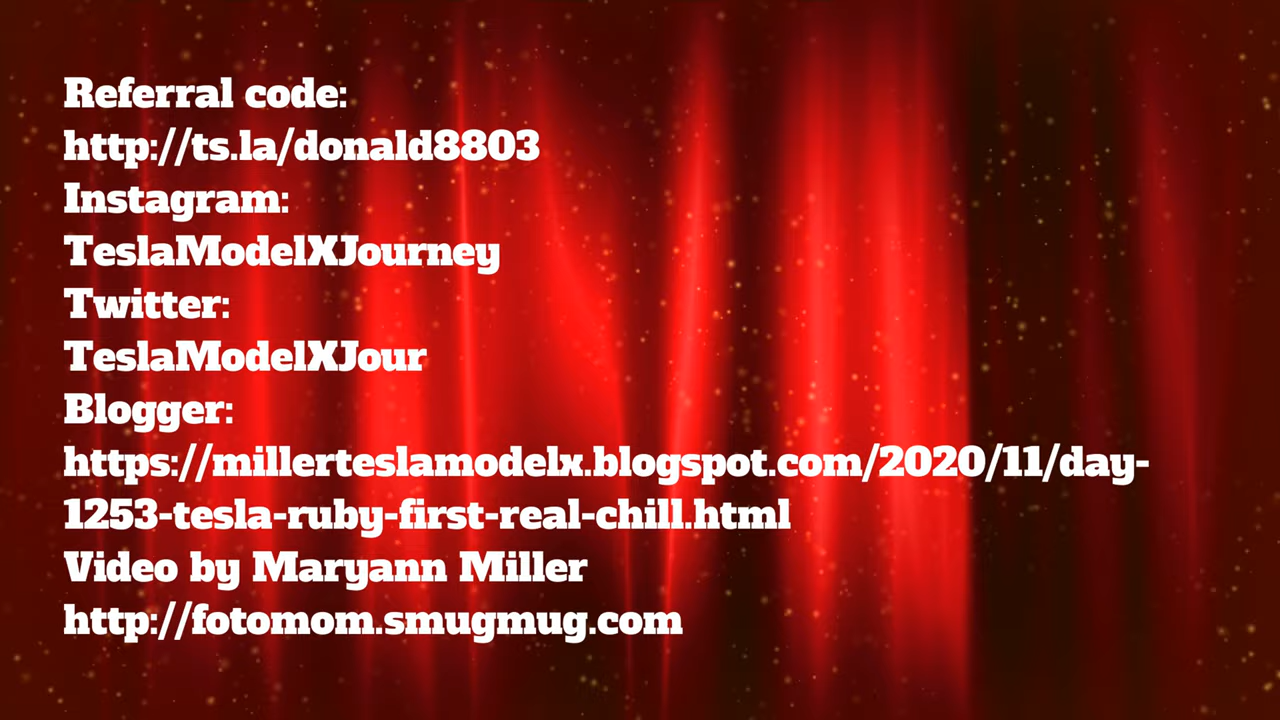 Referral code:
http://ts.la/donald8803
Instagram:
TeslaModelXJourney
Twitter:
TeslaModelXJour
Blogger:
https://millerteslamodelx.blogspot.com/2020/11/day-
1253-tesla-ruby-first-real-chill.html
Video by Maryann Miller
http://fotomom.smugmug.com